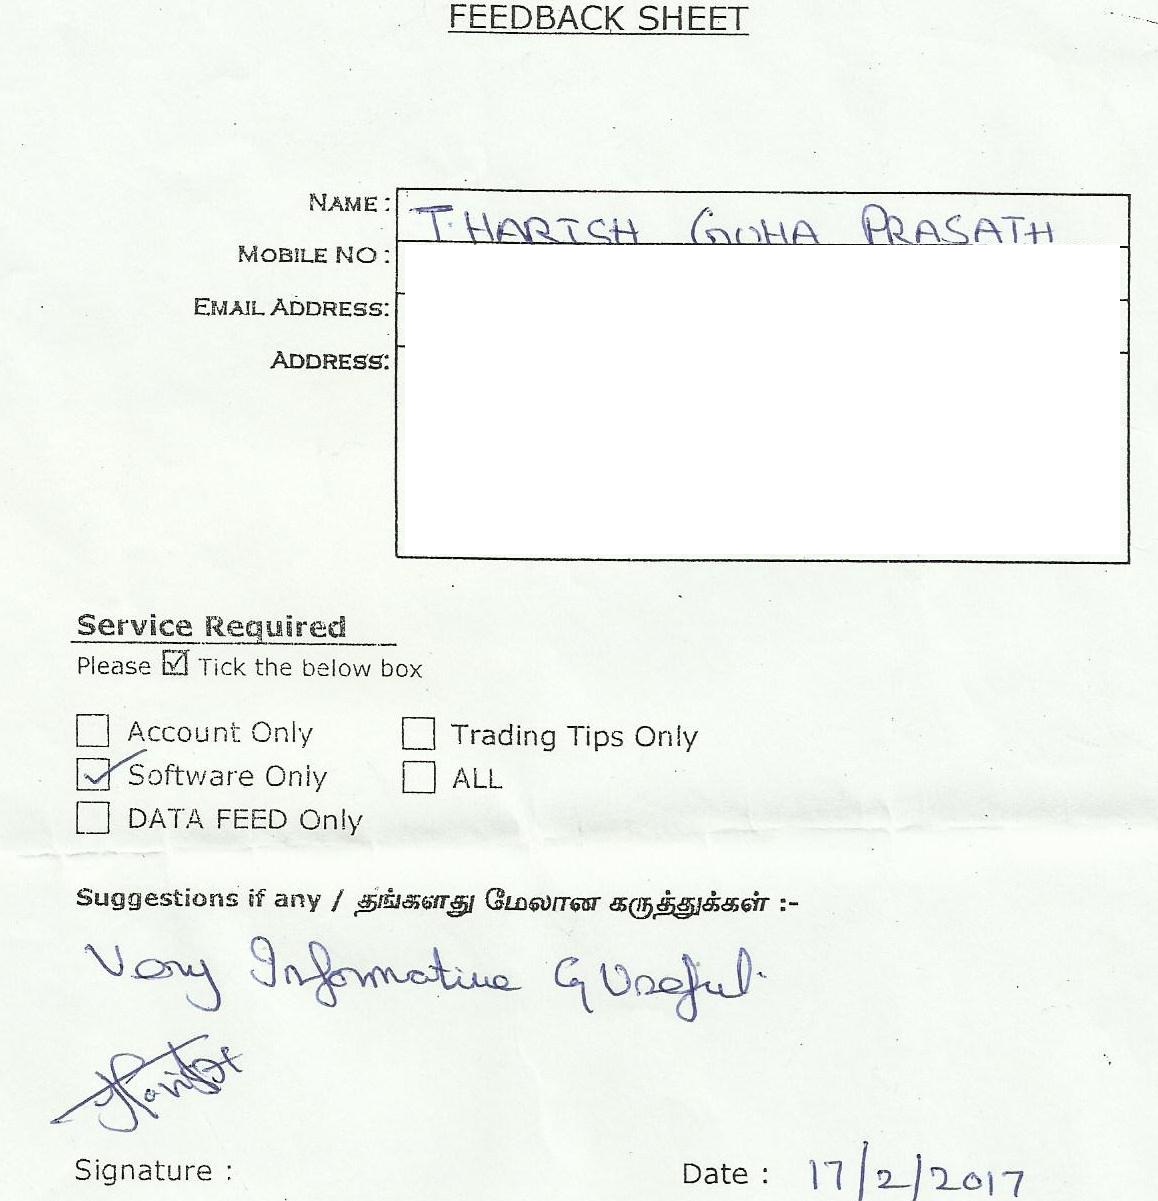 FEEDBACK SHEET
NAME : T. HARISH GUHA PRASATH
MOBILE NO :
EMAIL ADDRESS:
ADDRESS:
Service Required
Please ☑ Tick the below box
☐ Account Only ☐ Trading Tips Only
☑ Software Only ☐ ALL
☐ DATA FEED Only
Suggestions if any / தங்களது மேலான கருத்துக்கள் :-
Very Informative & Useful.
Signature : Date : 17/2/2017